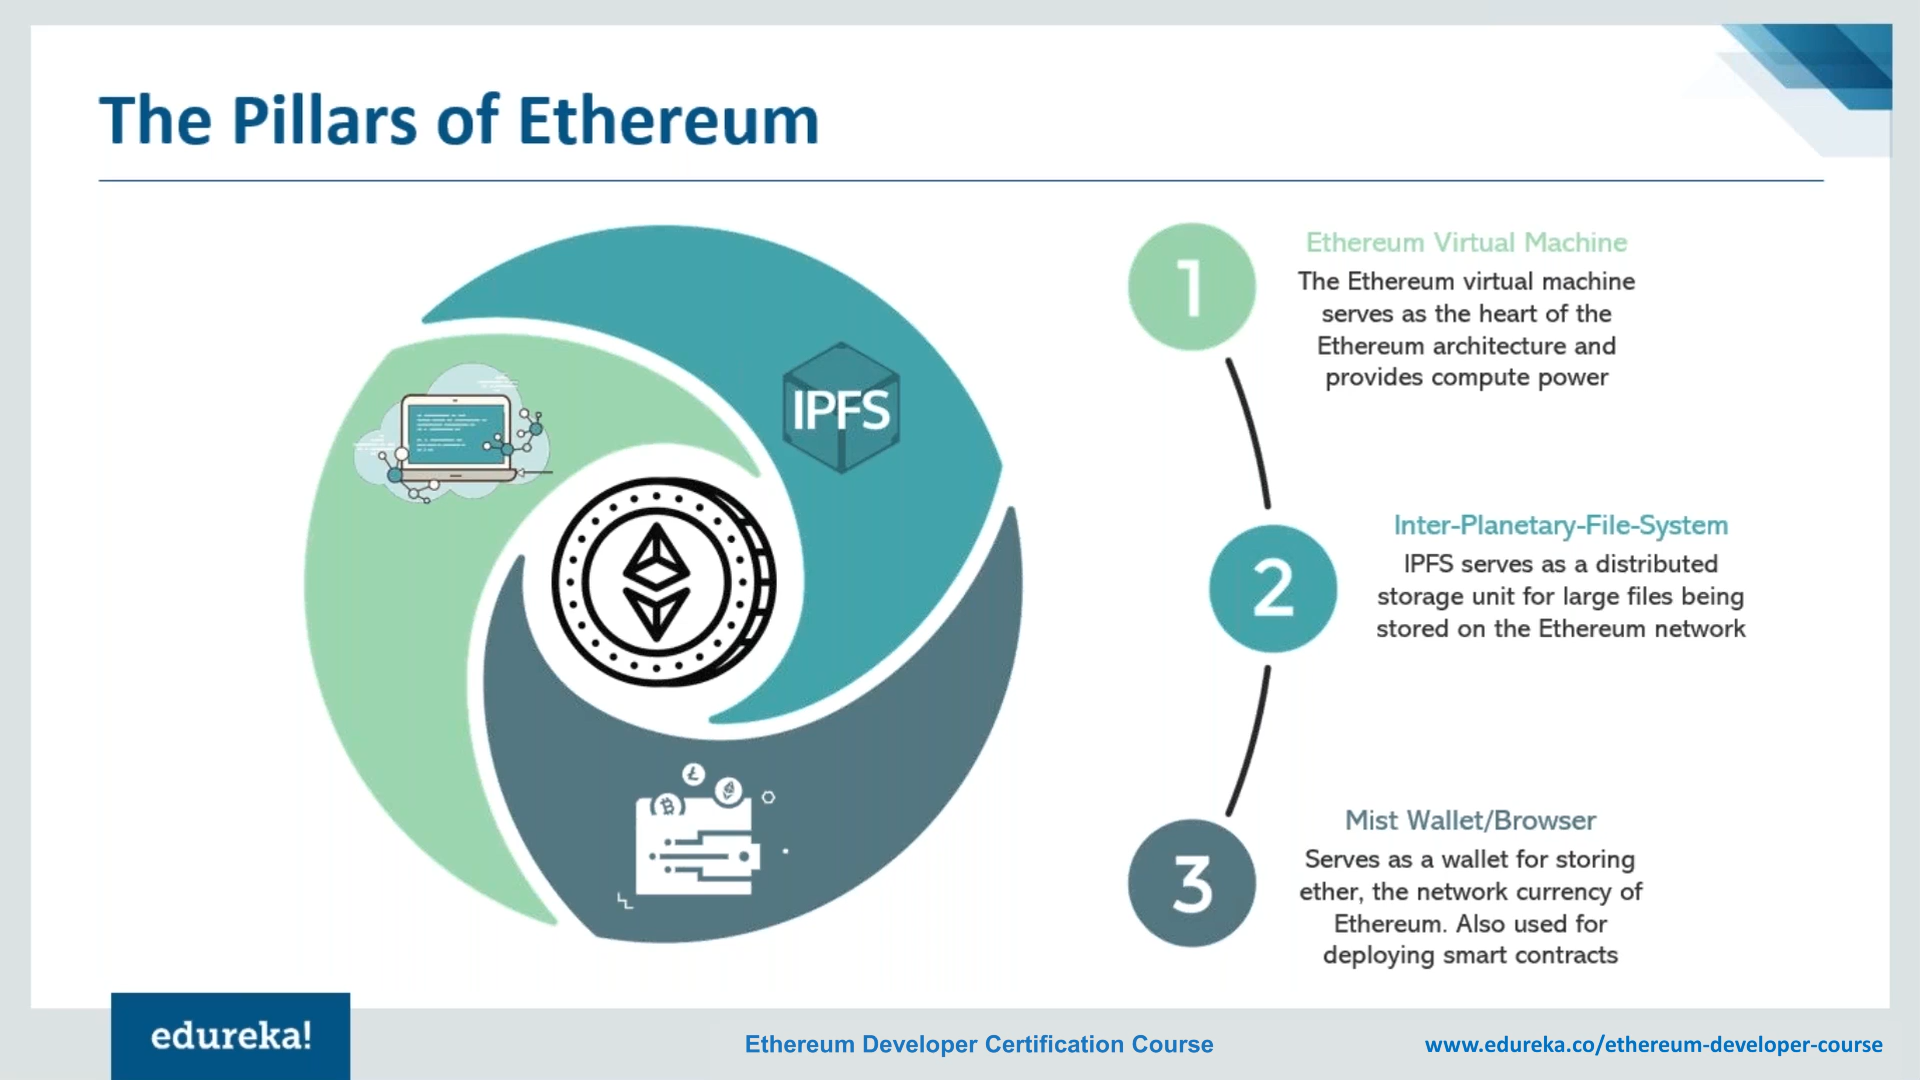 The Pillars of Ethereum
IPFS
1
Ethereum Virtual Machine
The Ethereum virtual machine
serves as the heart of the
Ethereum architecture and
provides compute power
2
Inter-Planetary-File-System
IPFS serves as a distributed
storage unit for large files being
stored on the Ethereum network
3
Mist Wallet/Browser
Serves as a wallet for storing
ether, the network currency of
Ethereum. Also used for
deploying smart contracts
edureka!
Ethereum Developer Certification Course
www.edureka.co/ethereum-developer-course